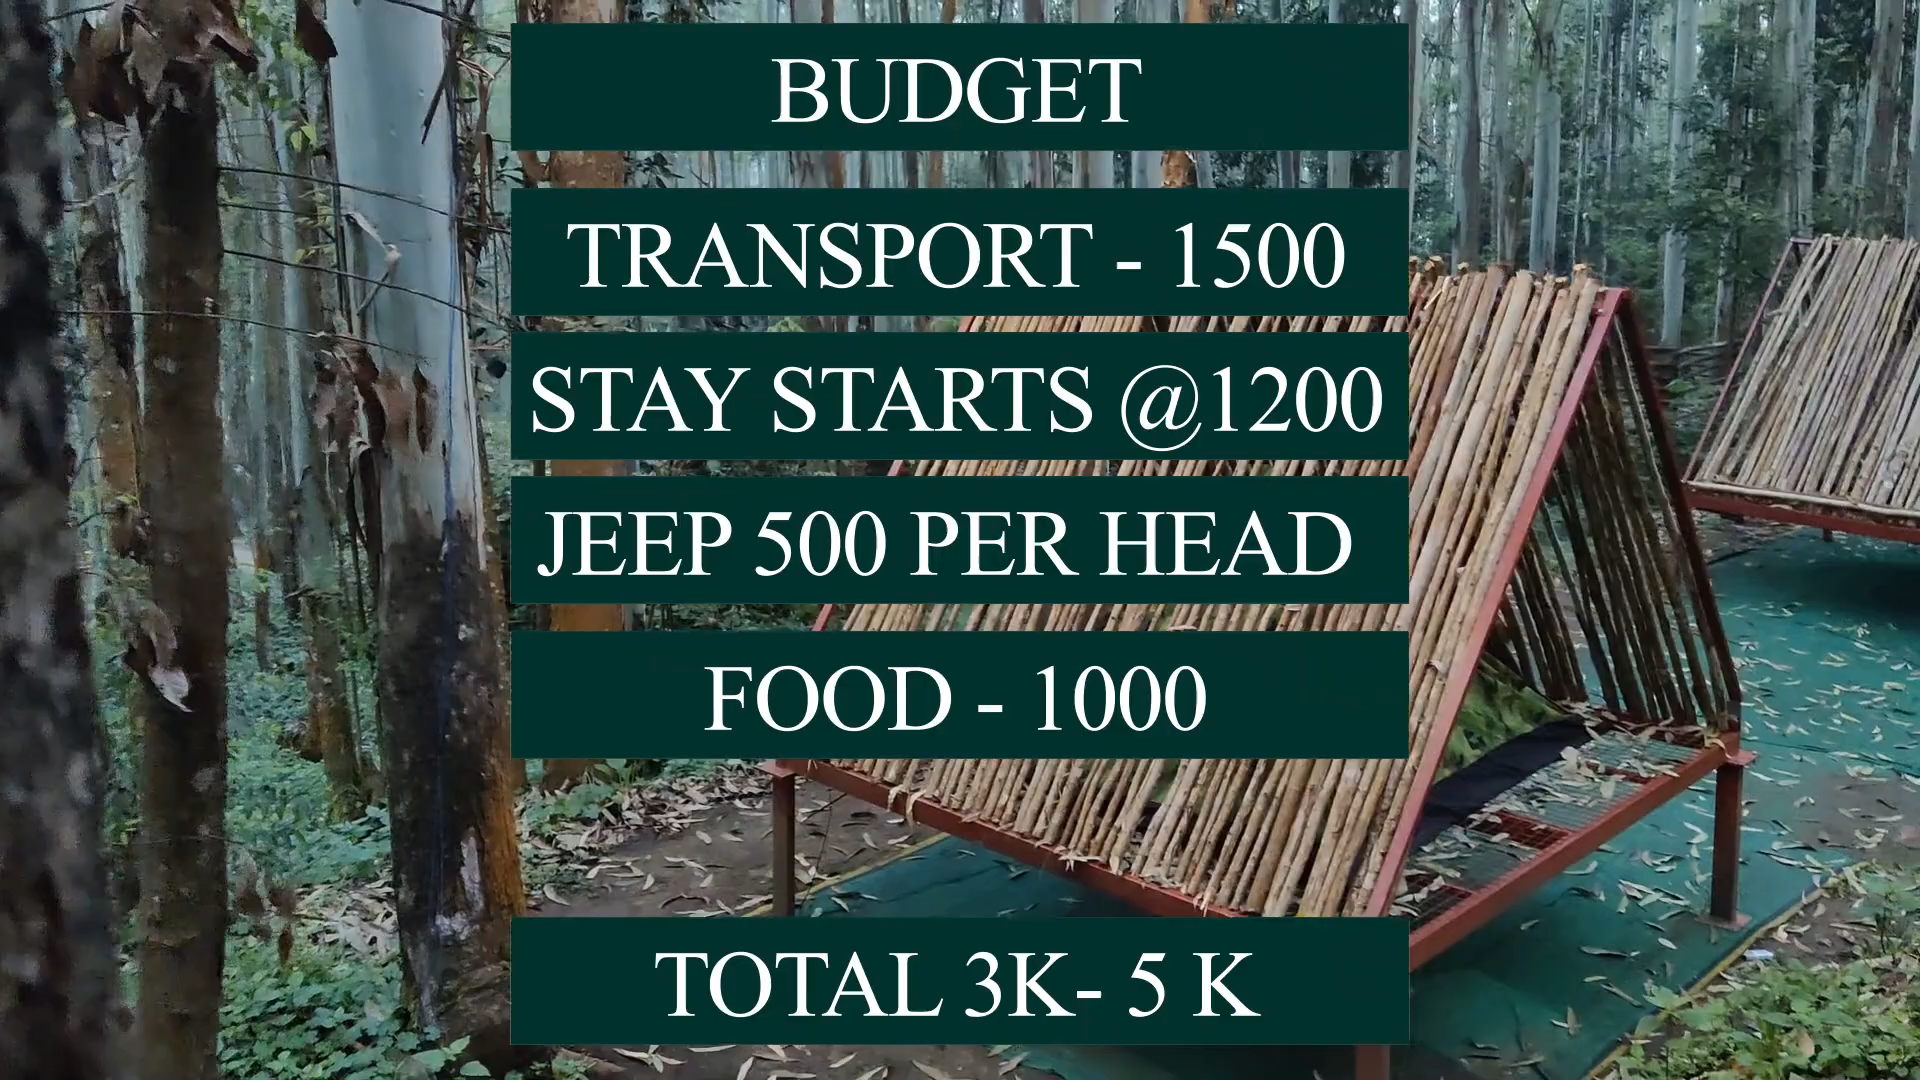 BUDGET
TRANSPORT - 1500
STAY STARTS @1200
JEEP 500 PER HEAD
FOOD - 1000
TOTAL 3K- 5 K